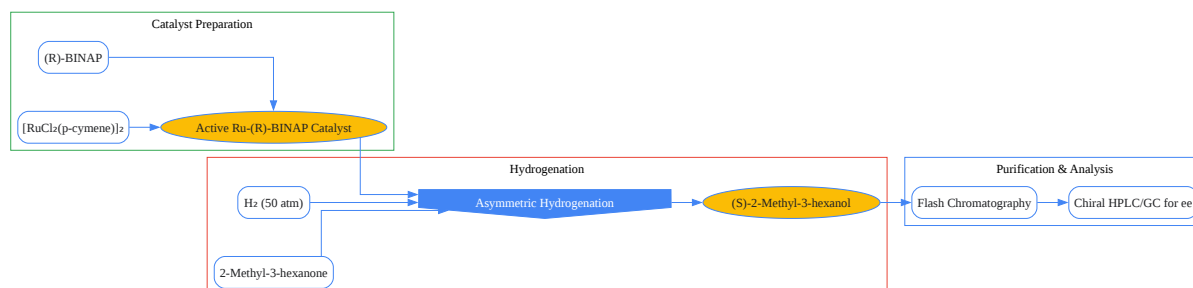 Catalyst Preparation
(R)-BINAP
[RuCl₂(p-cymene)]₂
Active Ru-(R)-BINAP Catalyst
Hydrogenation
H₂ (50 atm)
Asymmetric Hydrogenation
(S)-2-Methyl-3-hexanol
2-Methyl-3-hexanone
Purification & Analysis
Flash Chromatography
Chiral HPLC/GC for ee